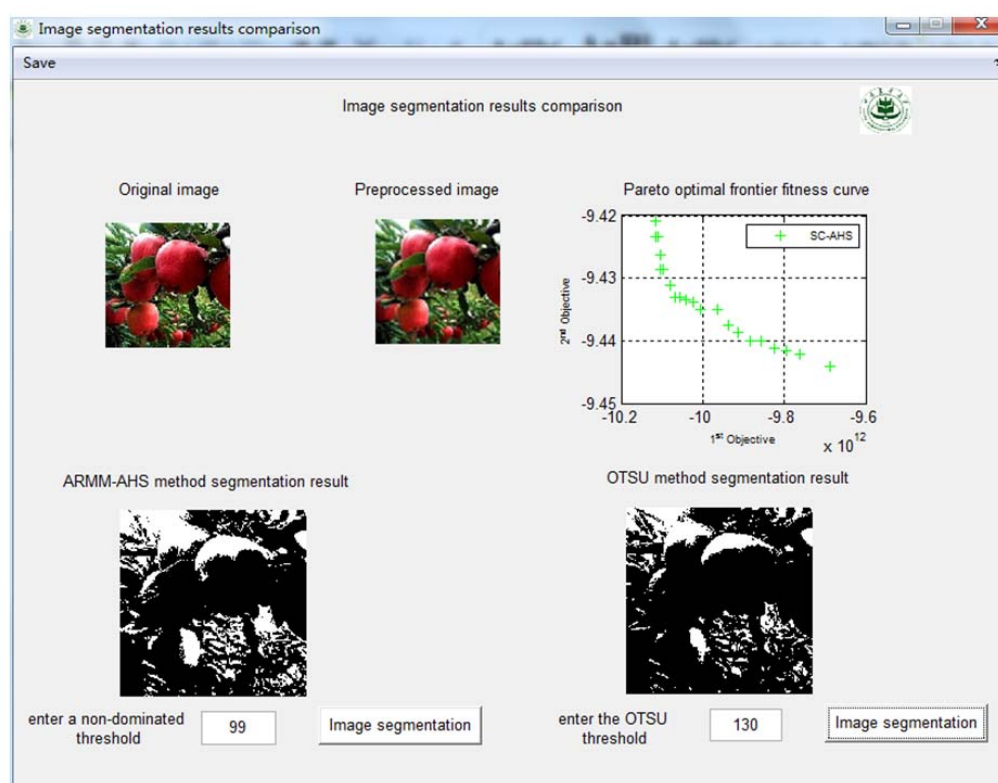 Image segmentation results comparison
Save
Image segmentation results comparison
Original image
Preprocessed image
Pareto optimal frontier fitness curve
-9.42
-9.43
-9.44
-9.45
2nd Objective
SC-AHS
-10.2 -10 -9.8 -9.6
1st Objective
x 10^12
ARMM-AHS method segmentation result
OTSU method segmentation result
enter a non-dominated
threshold
99
Image segmentation
enter the OTSU
threshold
130
Image segmentation